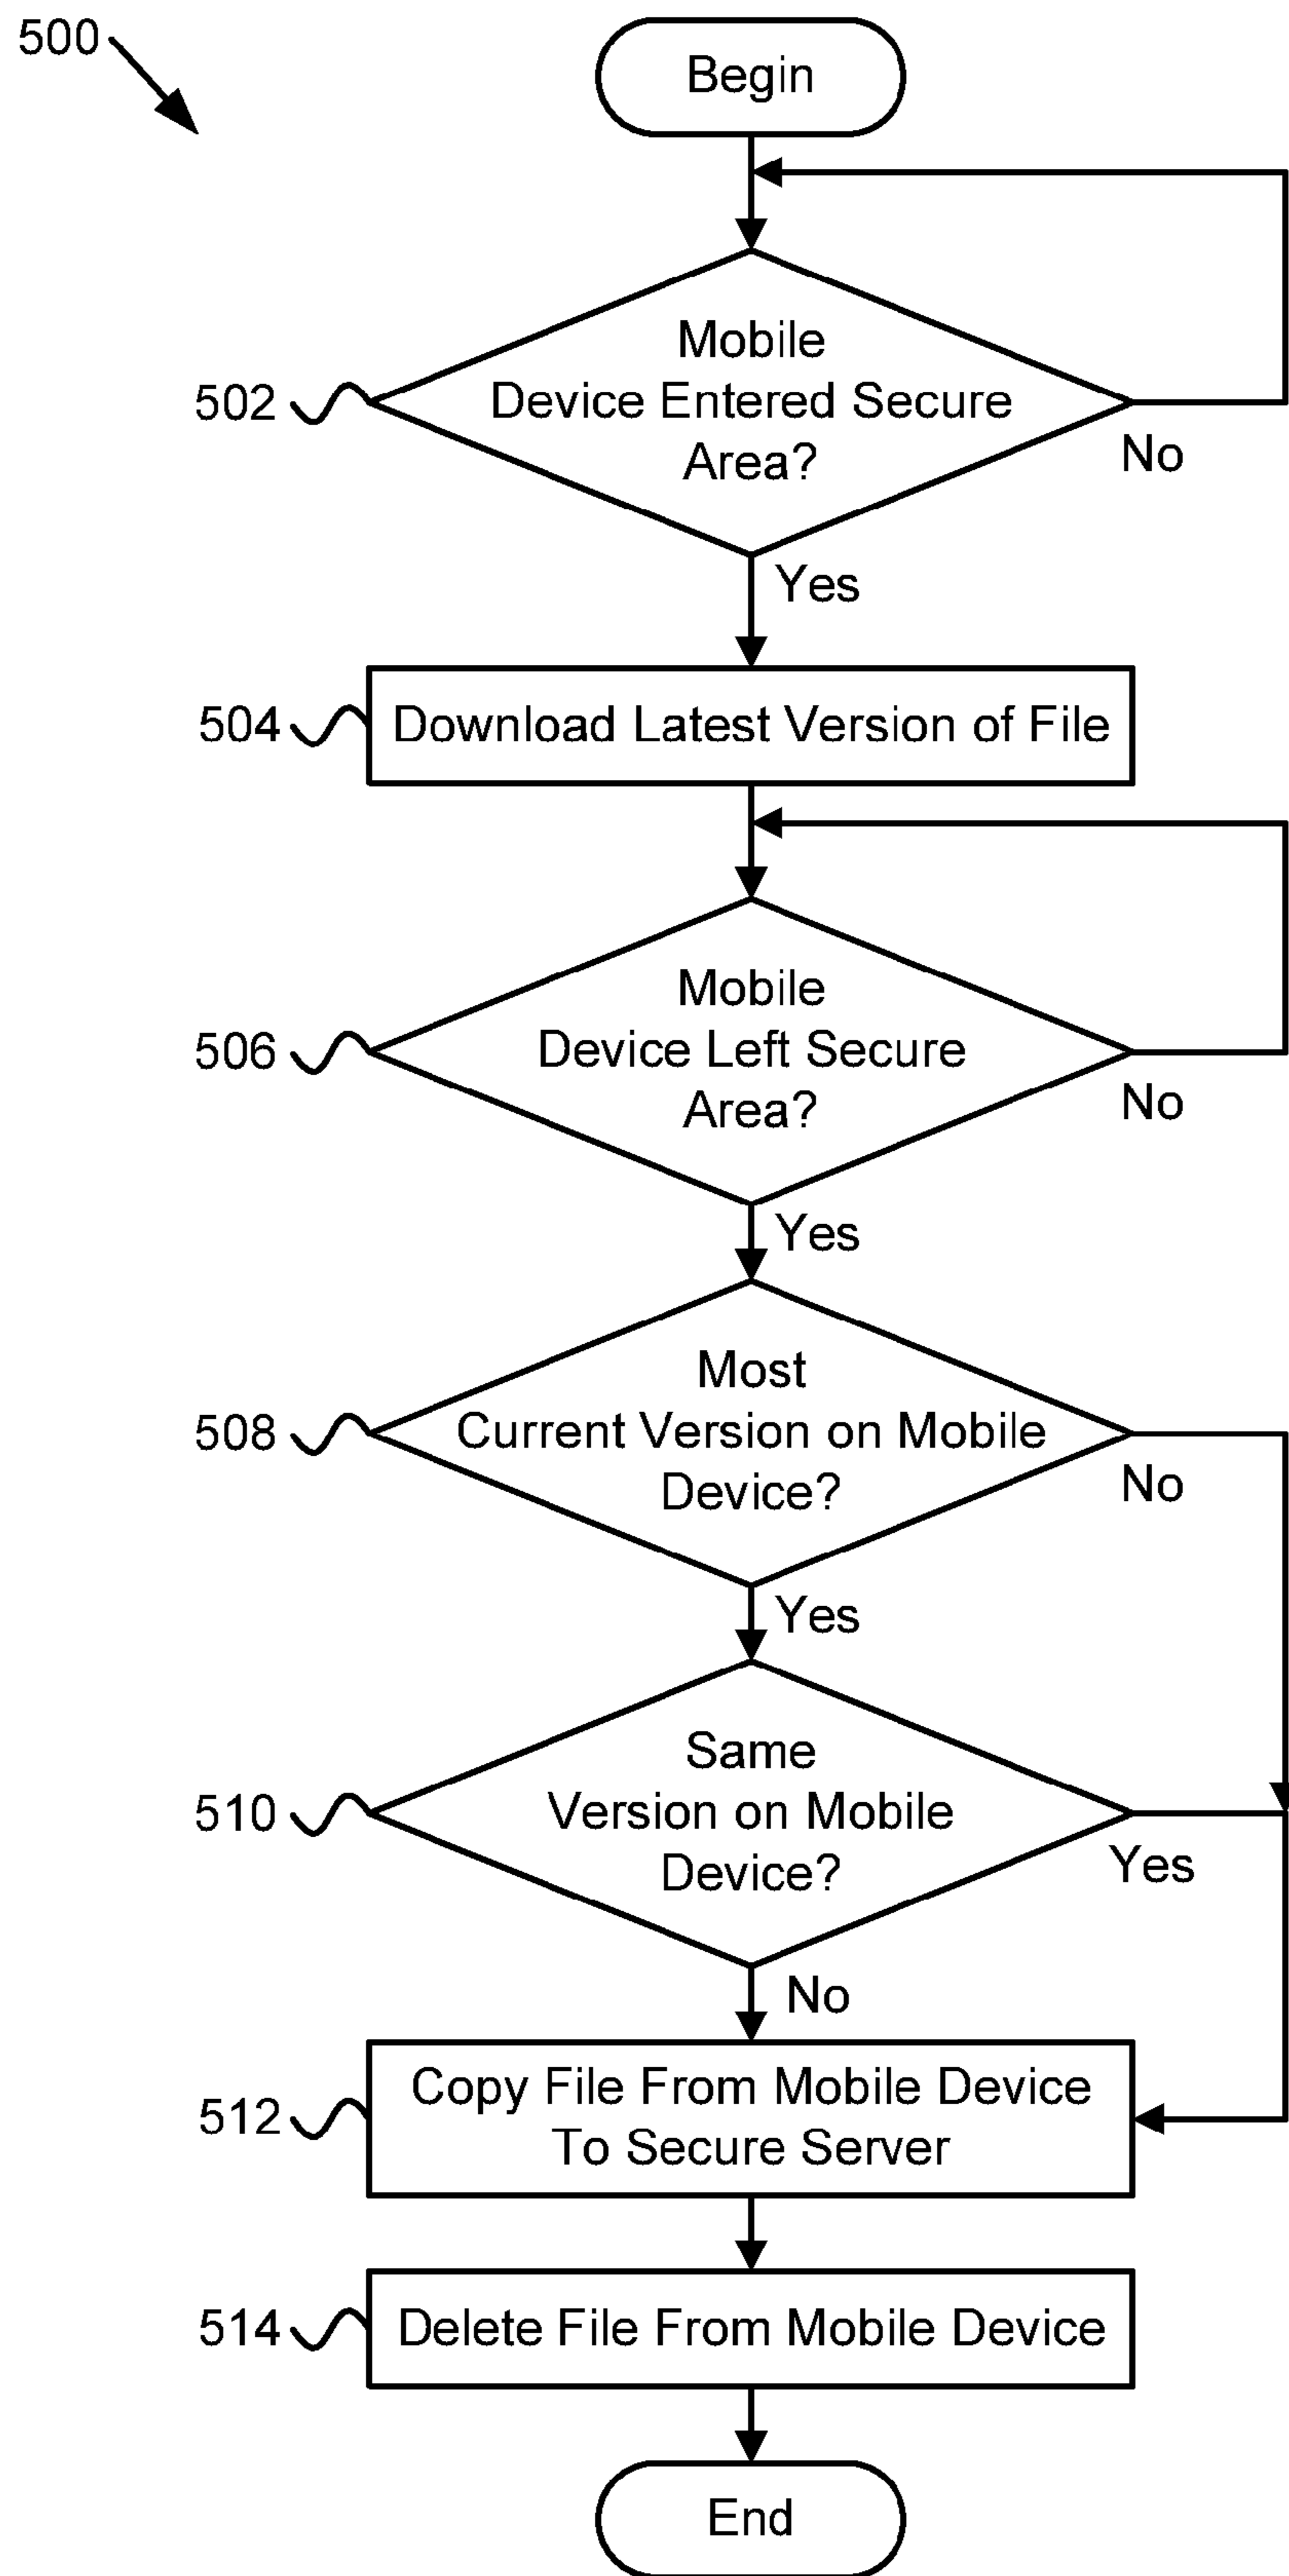 500
Begin
Mobile
Device Entered Secure
Area?
502
No
Yes
504
Download Latest Version of File
Mobile
Device Left Secure
Area?
506
No
Yes
Most
Current Version on Mobile
Device?
508
No
Yes
Same
Version on Mobile
Device?
510
Yes
No
Copy File From Mobile Device
To Secure Server
512
514
Delete File From Mobile Device
End